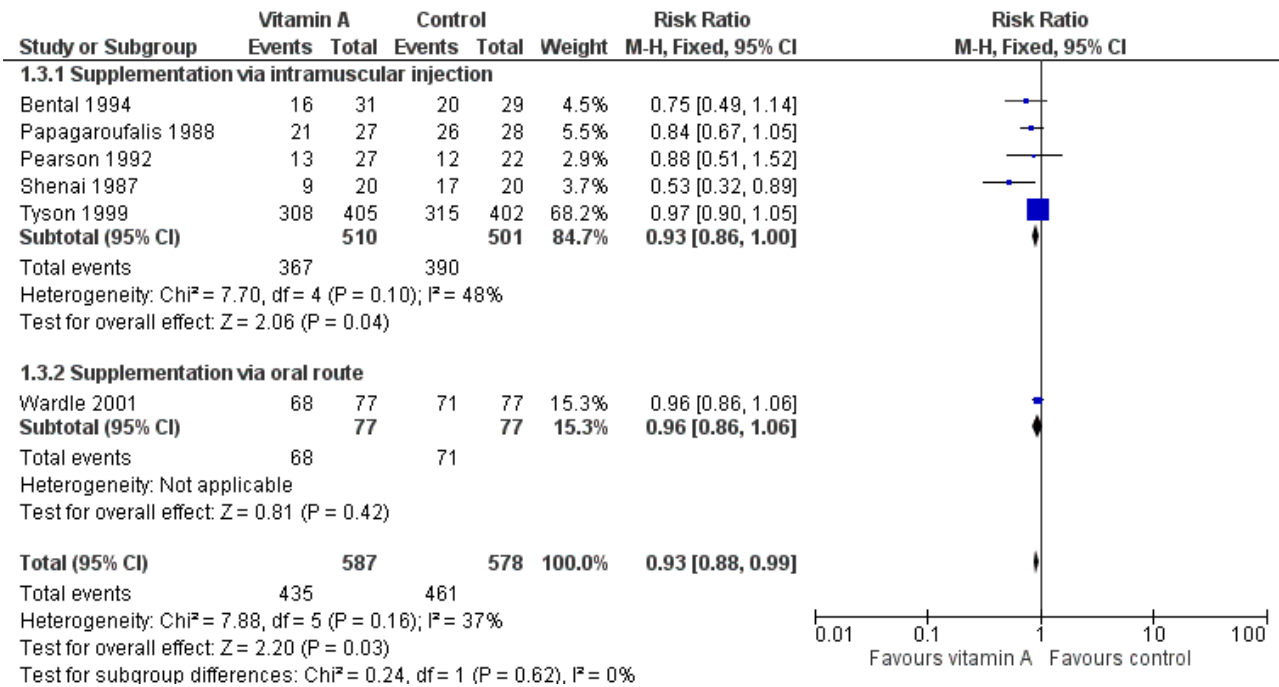 Vitamin A Control Risk Ratio Risk Ratio
Study or Subgroup Events Total Events Total Weight M-H, Fixed, 95% CI M-H, Fixed, 95% CI
1.3.1 Supplementation via intramuscular injection
Bental 1994 16 31 20 29 4.5% 0.75 [0.49, 1.14]
Papagaroufalis 1988 21 27 26 28 5.5% 0.84 [0.67, 1.05]
Pearson 1992 13 27 12 22 2.9% 0.88 [0.51, 1.52]
Shenai 1987 9 20 17 20 3.7% 0.53 [0.32, 0.89]
Tyson 1999 308 405 315 402 68.2% 0.97 [0.90, 1.05]
Subtotal (95% CI) 510 501 84.7% 0.93 [0.86, 1.00]
Total events 367 390
Heterogeneity: Chi² = 7.70, df = 4 (P = 0.10); I² = 48%
Test for overall effect: Z = 2.06 (P = 0.04)
1.3.2 Supplementation via oral route
Wardle 2001 68 77 71 77 15.3% 0.96 [0.86, 1.06]
Subtotal (95% CI) 77 77 15.3% 0.96 [0.86, 1.06]
Total events 68 71
Heterogeneity: Not applicable
Test for overall effect: Z = 0.81 (P = 0.42)
Total (95% CI) 587 578 100.0% 0.93 [0.88, 0.99]
Total events 435 461
Heterogeneity: Chi² = 7.88, df = 5 (P = 0.16); I² = 37%
Test for overall effect: Z = 2.20 (P = 0.03)
Test for subgroup differences: Chi² = 0.24, df = 1 (P = 0.62), I² = 0%
0.01 0.1 1 10 100
Favours vitamin A Favours control